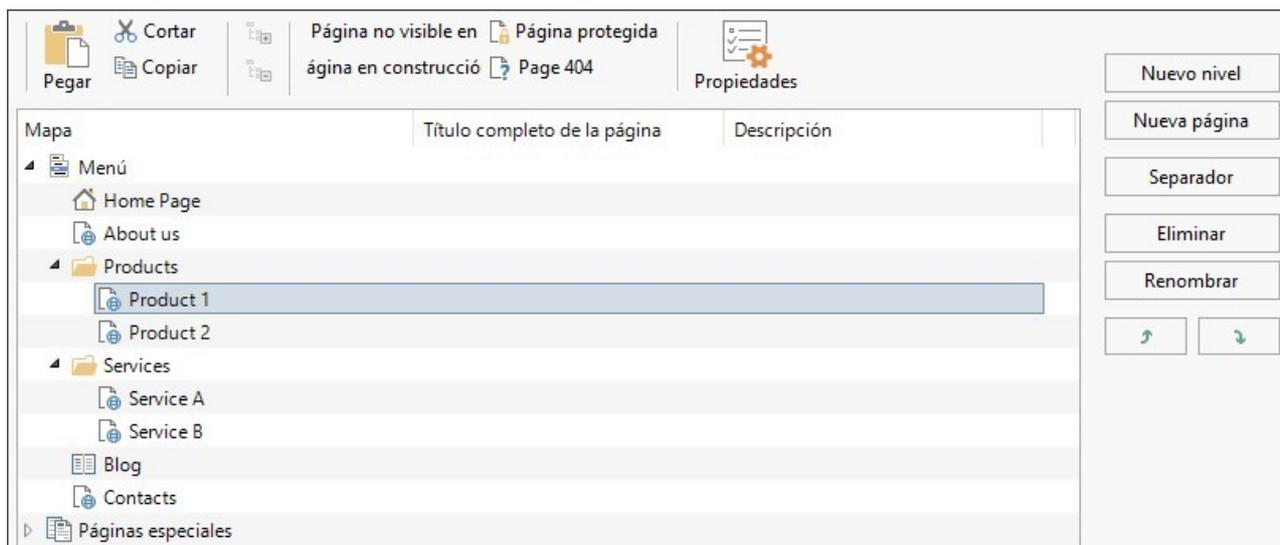 Cortar
Página no visible en
Página protegida
Nuevo nivel
Pegar
Copiar
ágina en construcció
Page 404
Propiedades
Nueva página
Mapa
Título completo de la página
Descripción
Menú
Separador
Home Page
About us
Eliminar
Products
Renombrar
Product 1
Product 2
Services
Service A
Service B
Blog
Contacts
Páginas especiales